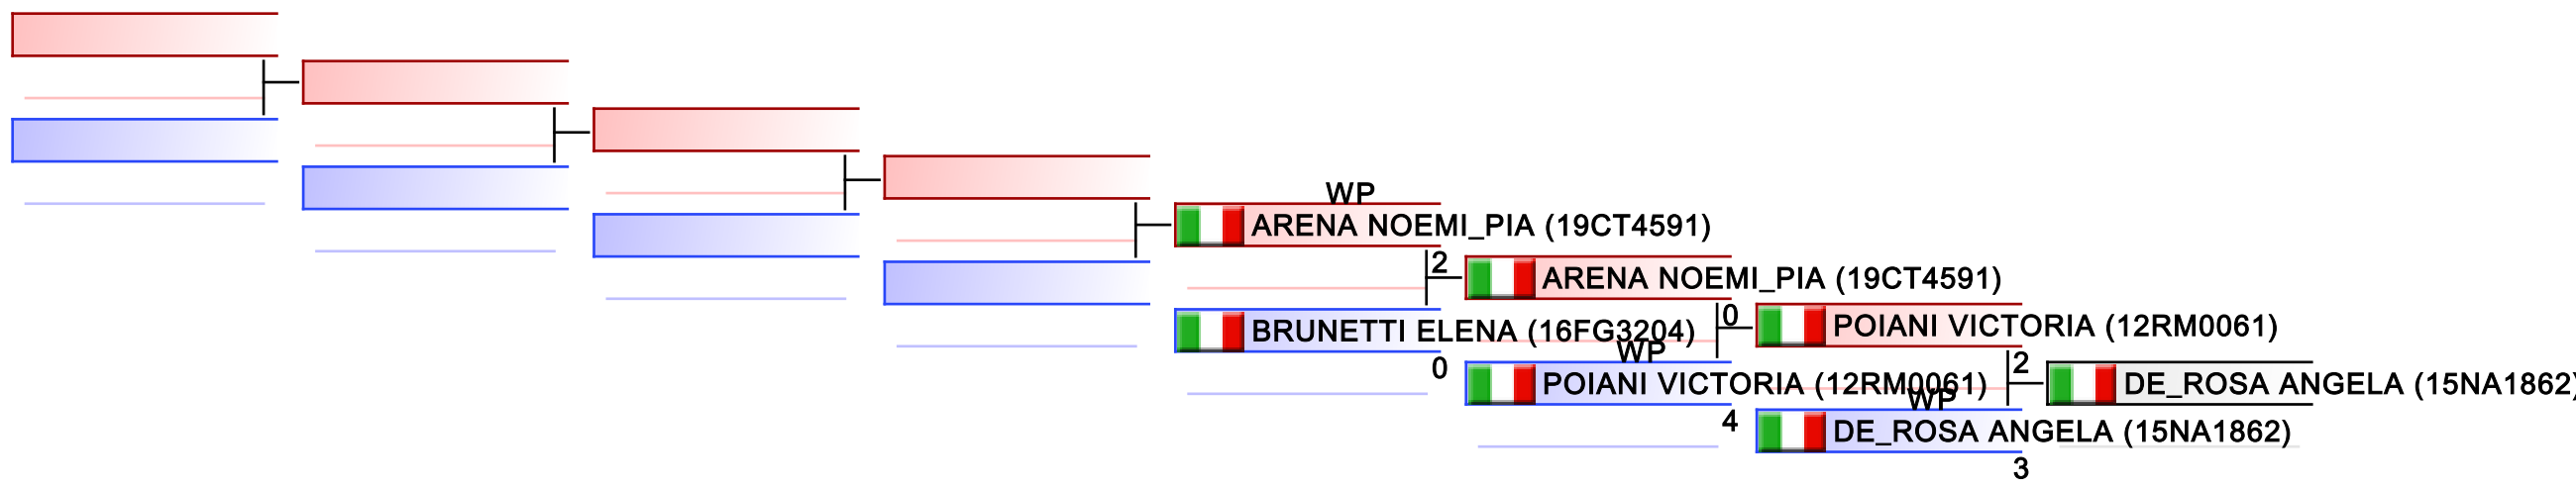 WP
ARENA NOEMI_PIA (19CT4591)
2
ARENA NOEMI_PIA (19CT4591)
BRUNETTI ELENA (16FG3204)
0
POIANI VICTORIA (12RM0061)
WP
0
POIANI VICTORIA (12RM0061)
2
DE_ROSA ANGELA (15NA1862)
WP
4
DE_ROSA ANGELA (15NA1862)
3